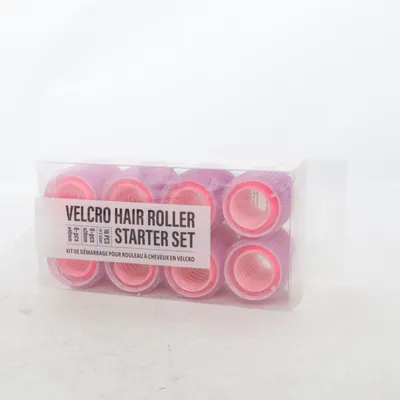 VELCRO HAIR ROLLER
STARTER SET
KIT DE DÉMARRAGE POUR ROULEAU À CHEVEUX EN VELCRO